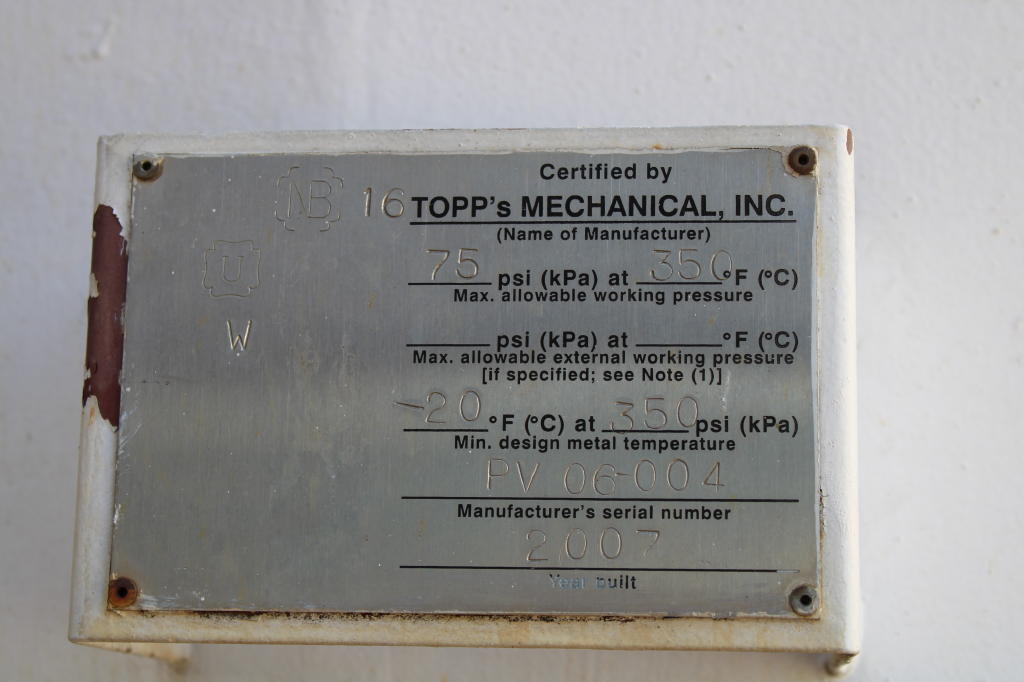 Certified by
NB 16 TOPP's MECHANICAL, INC.
(Name of Manufacturer)
U
75 psi (kPa) at 350 °F (°C)
Max. allowable working pressure
W
psi (kPa) at °F (°C)
Max. allowable external working pressure
[if specified; see Note (1)]
-20 °F (°C) at 350 psi (kPa)
Min. design metal temperature
PV 06-004
Manufacturer's serial number
2007
Year built